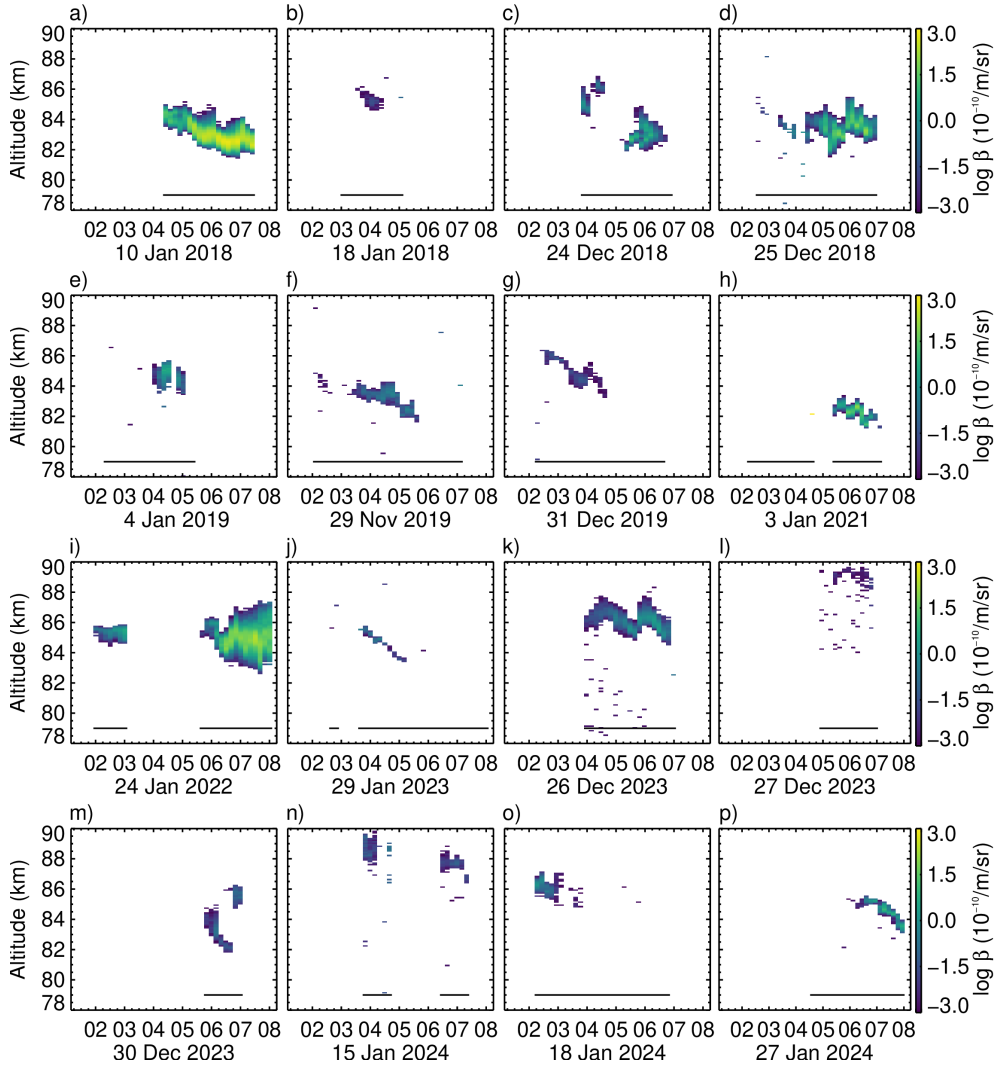 a) b) c) d)
90
88
86
84
82
80
78
Altitude (km)
3.0
1.5
0.0
−1.5
−3.0
log β (10⁻¹⁰/m/sr)
02 03 04 05 06 07 08 02 03 04 05 06 07 08 02 03 04 05 06 07 08 02 03 04 05 06 07 08
10 Jan 2018 18 Jan 2018 24 Dec 2018 25 Dec 2018
e) f) g) h)
90
88
86
84
82
80
78
Altitude (km)
3.0
1.5
0.0
−1.5
−3.0
log β (10⁻¹⁰/m/sr)
02 03 04 05 06 07 08 02 03 04 05 06 07 08 02 03 04 05 06 07 08 02 03 04 05 06 07 08
4 Jan 2019 29 Nov 2019 31 Dec 2019 3 Jan 2021
i) j) k) l)
90
88
86
84
82
80
78
Altitude (km)
3.0
1.5
0.0
−1.5
−3.0
log β (10⁻¹⁰/m/sr)
02 03 04 05 06 07 08 02 03 04 05 06 07 08 02 03 04 05 06 07 08 02 03 04 05 06 07 08
24 Jan 2022 29 Jan 2023 26 Dec 2023 27 Dec 2023
m) n) o) p)
90
88
86
84
82
80
78
Altitude (km)
3.0
1.5
0.0
−1.5
−3.0
log β (10⁻¹⁰/m/sr)
02 03 04 05 06 07 08 02 03 04 05 06 07 08 02 03 04 05 06 07 08 02 03 04 05 06 07 08
30 Dec 2023 15 Jan 2024 18 Jan 2024 27 Jan 2024